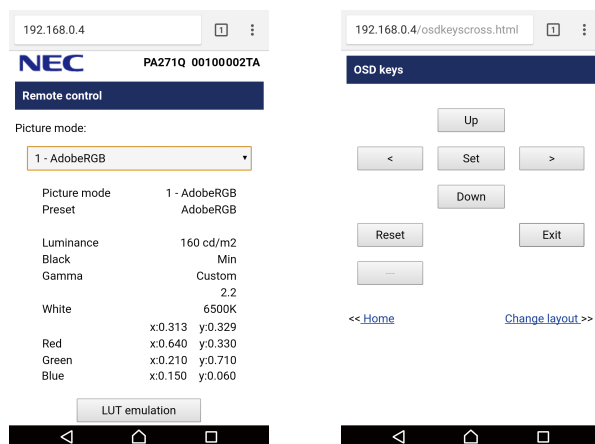 192.168.0.4
1
NEC PA271Q 00100002TA
Remote control
Picture mode:
1 - AdobeRGB
Picture mode 1 - AdobeRGB
Preset AdobeRGB
Luminance 160 cd/m2
Black Min
Gamma Custom
2.2
White 6500K
x:0.313 y:0.329
Red x:0.640 y:0.330
Green x:0.210 y:0.710
Blue x:0.150 y:0.060
LUT emulation
192.168.0.4/osdkeyscross.html
1
OSD keys
Up
< Set >
Down
Reset Exit
---
<< Home Change layout >>